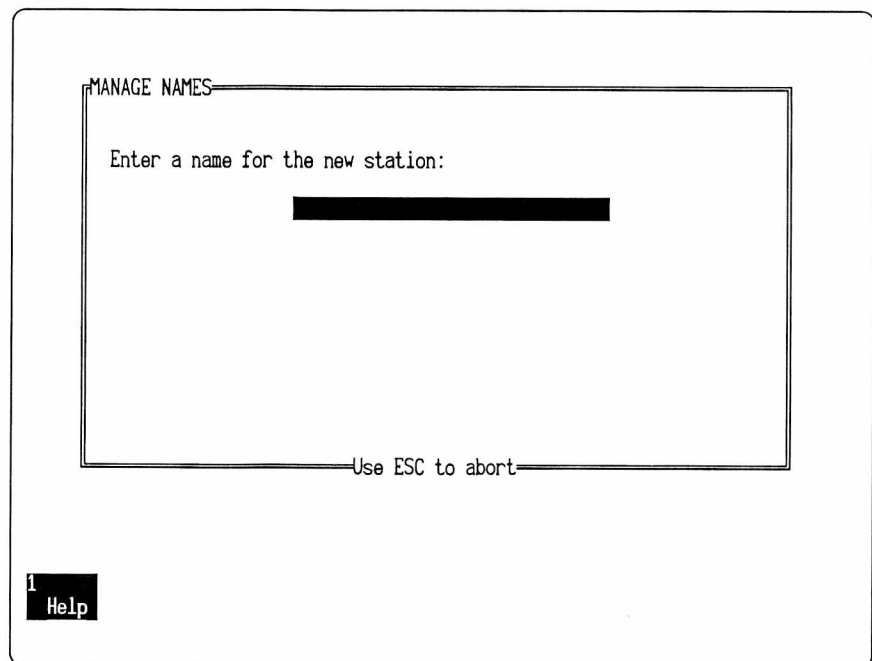 MANAGE NAMES
Enter a name for the new station:
Use ESC to abort
1
Help